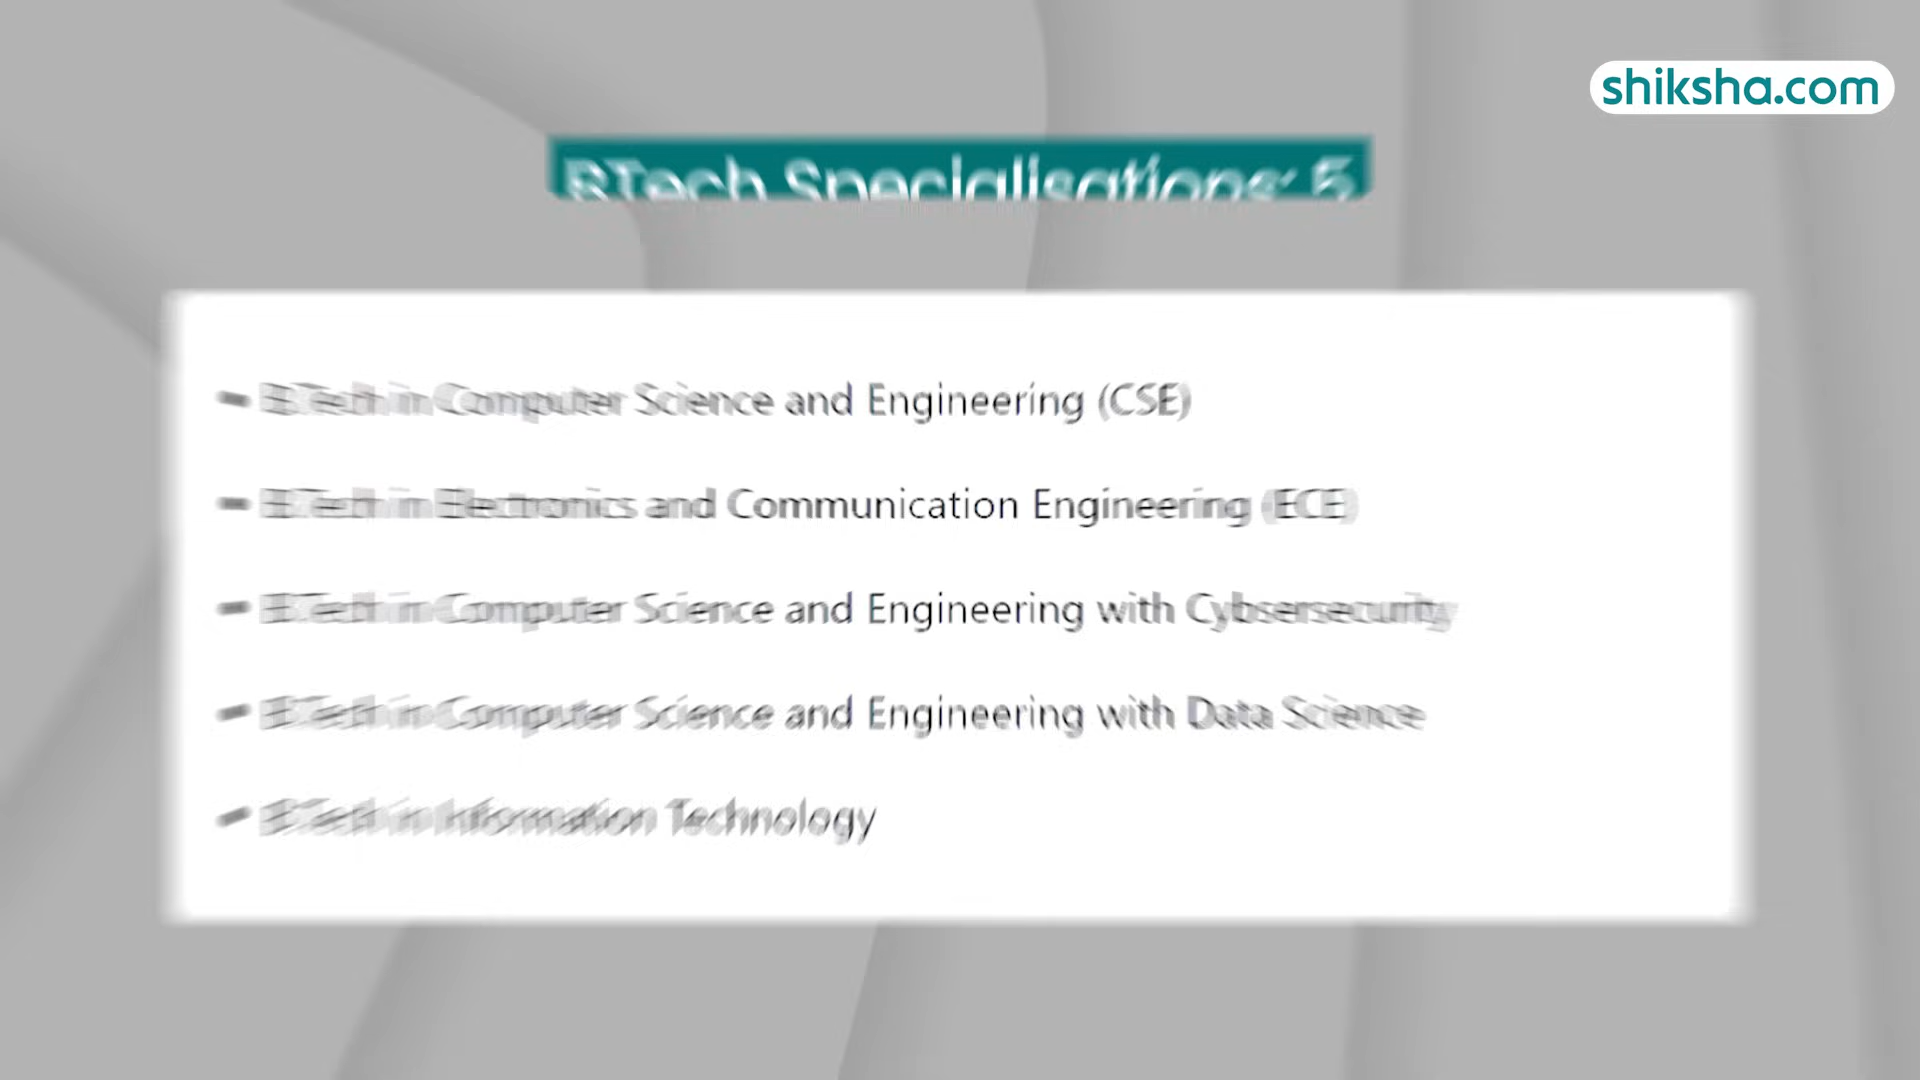 shiksha.com
BTech Specialisations: 5
BTech in Computer Science and Engineering (CSE)
BTech in Electronics and Communication Engineering (ECE)
BTech in Computer Science and Engineering with Cybsersecurity
BTech in Computer Science and Engineering with Data Science
BTech in Information Technology